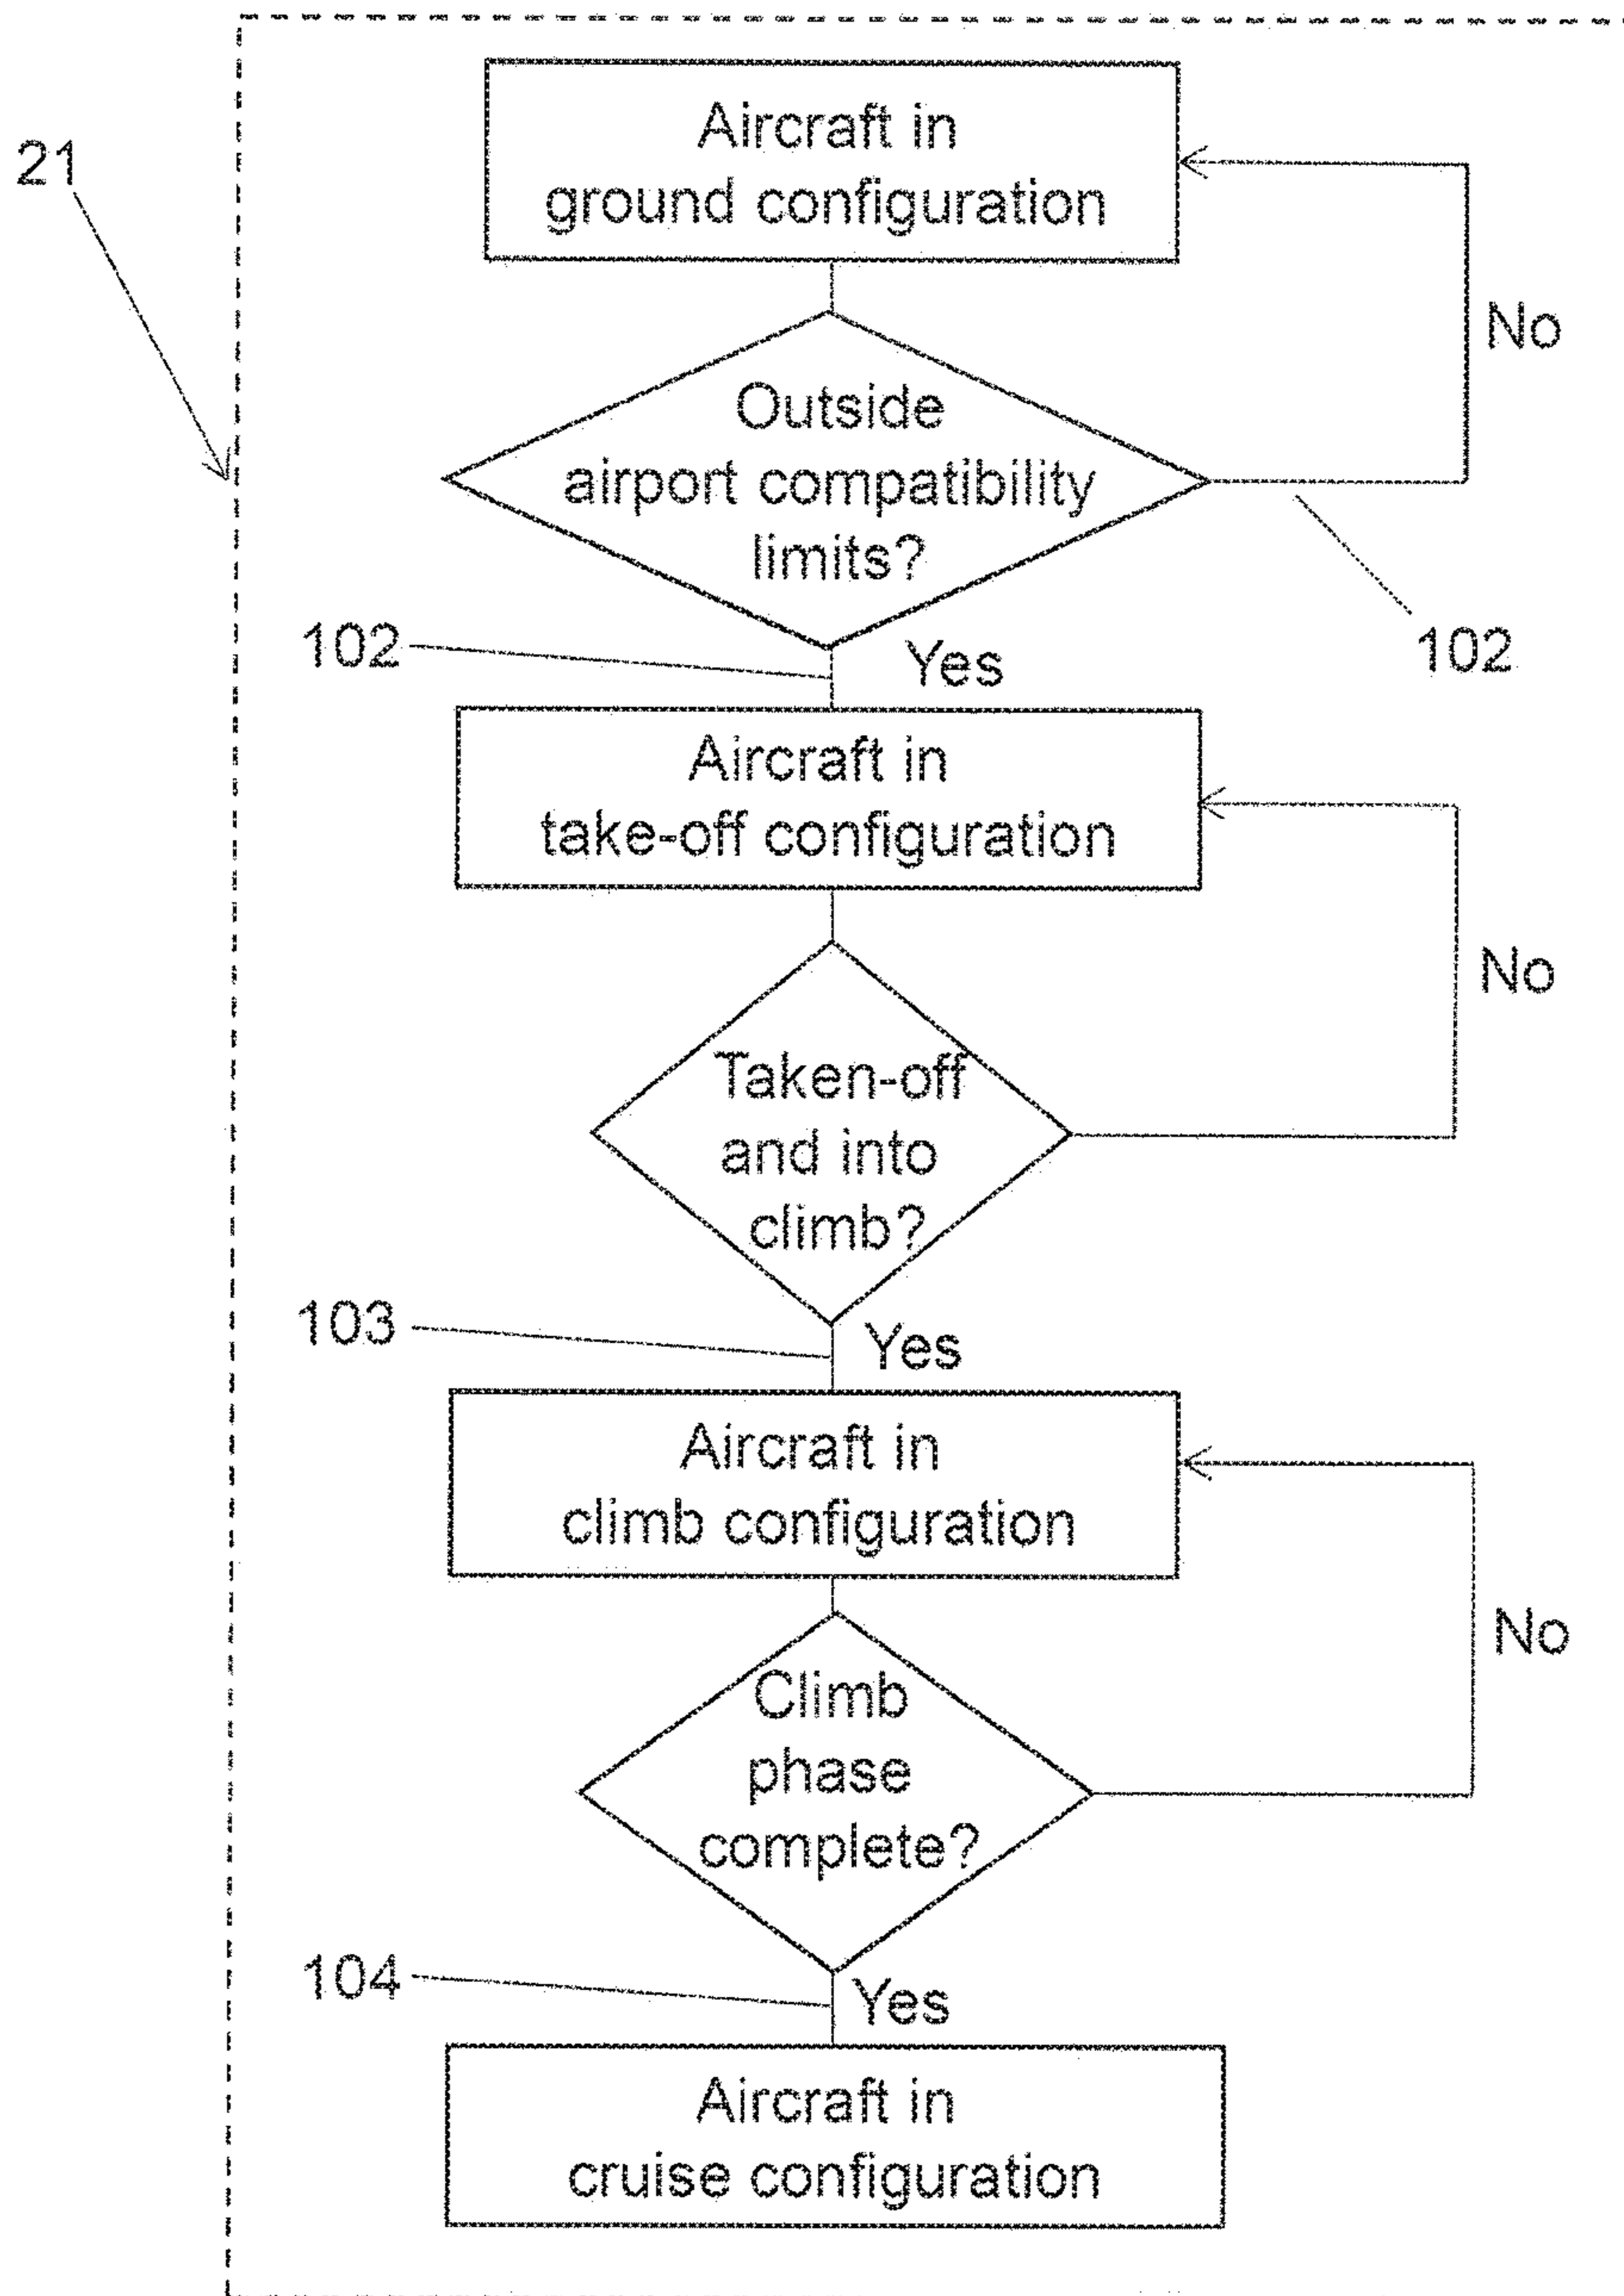 21
Aircraft in
ground configuration
No
Outside
airport compatibility
limits?
102
Yes
102
Aircraft in
take-off configuration
No
Taken-off
and into
climb?
103
Yes
Aircraft in
climb configuration
No
Climb
phase
complete?
104
Yes
Aircraft in
cruise configuration